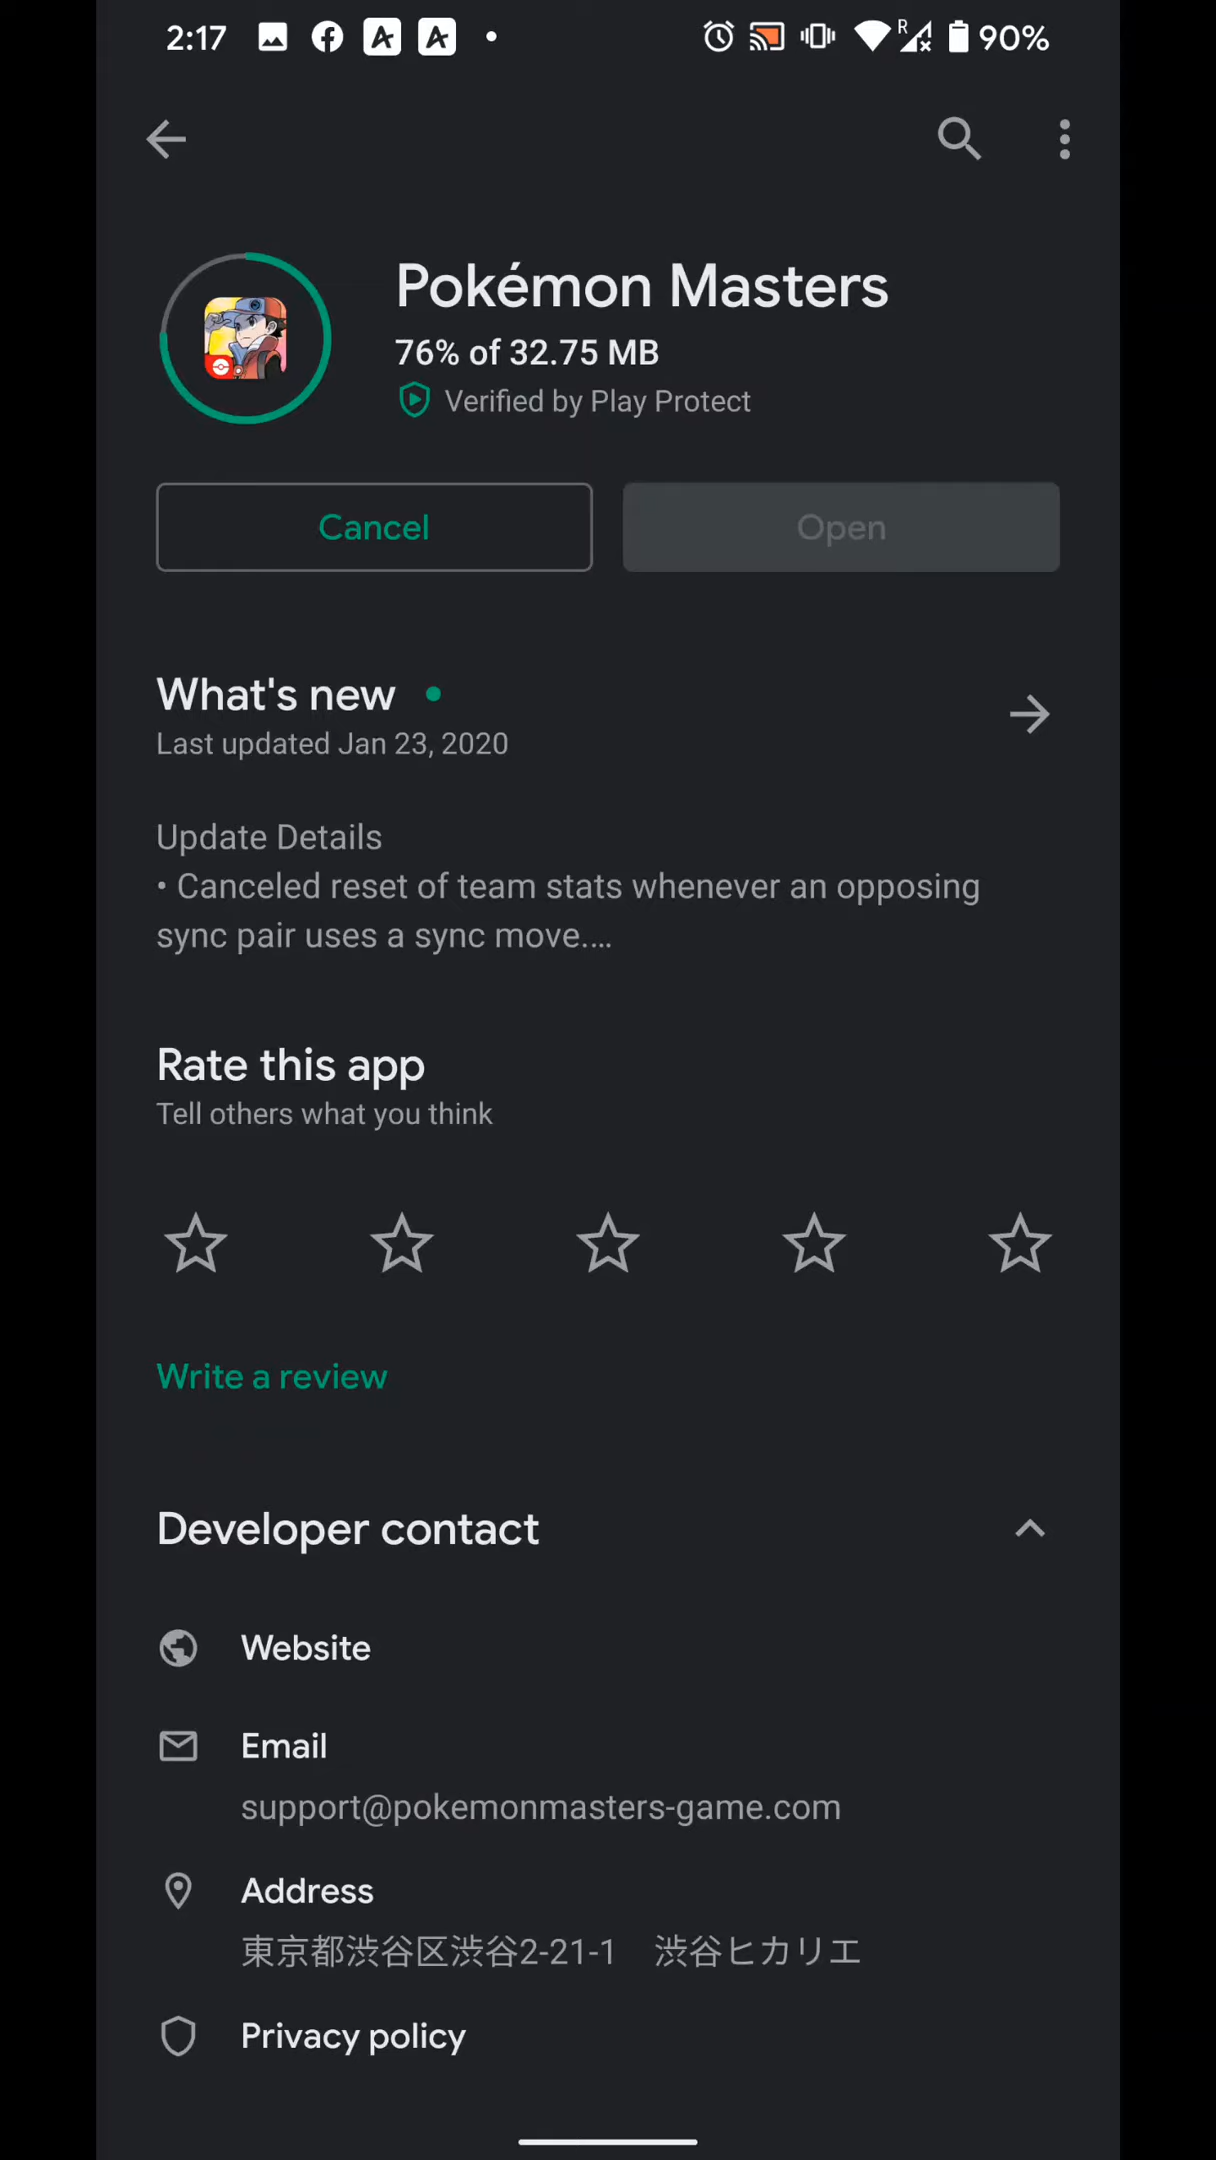 2:17
R
90%
Pokémon Masters
76% of 32.75 MB
Verified by Play Protect
Cancel
Open
What's new
Last updated Jan 23, 2020
Update Details
• Canceled reset of team stats whenever an opposing
sync pair uses a sync move.…
Rate this app
Tell others what you think
Write a review
Developer contact
Website
Email
support@pokemonmasters-game.com
Address
東京都渋谷区渋谷2-21-1　渋谷ヒカリエ
Privacy policy